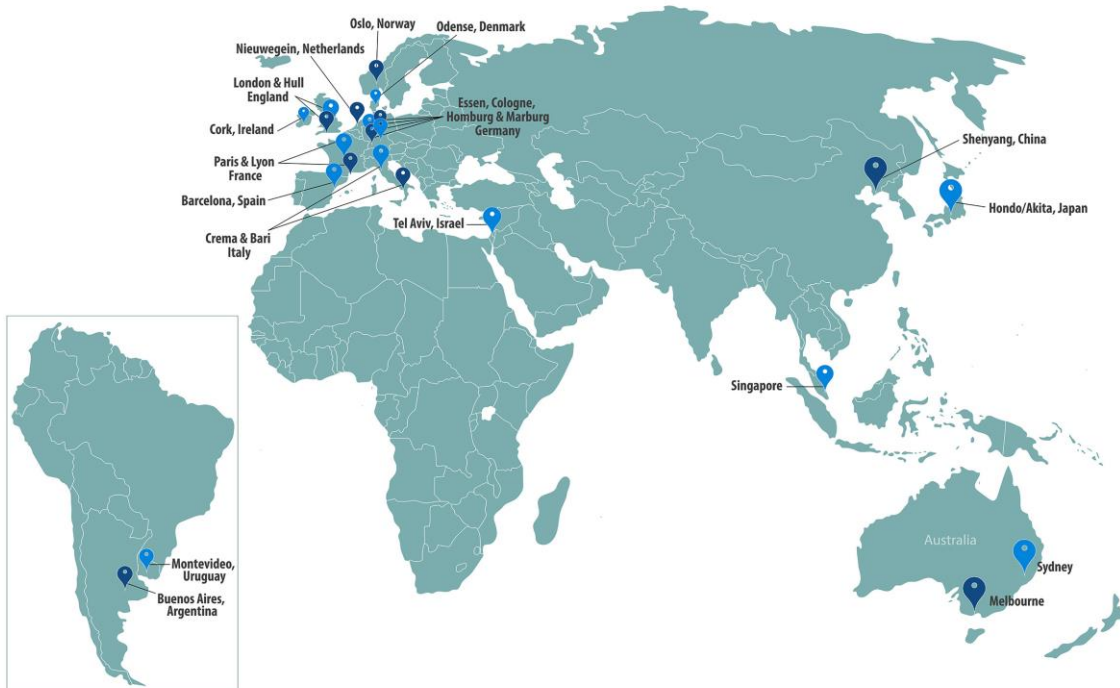 Oslo, Norway
Odense, Denmark
Nieuwegein, Netherlands
London & Hull
England
Essen, Cologne,
Homburg & Marburg
Germany
Cork, Ireland
Shenyang, China
Paris & Lyon
France
Barcelona, Spain
Hondo/Akita, Japan
Tel Aviv, Israel
Crema & Bari
Italy
Singapore
Australia
Montevideo,
Uruguay
Sydney
Buenos Aires,
Argentina
Melbourne